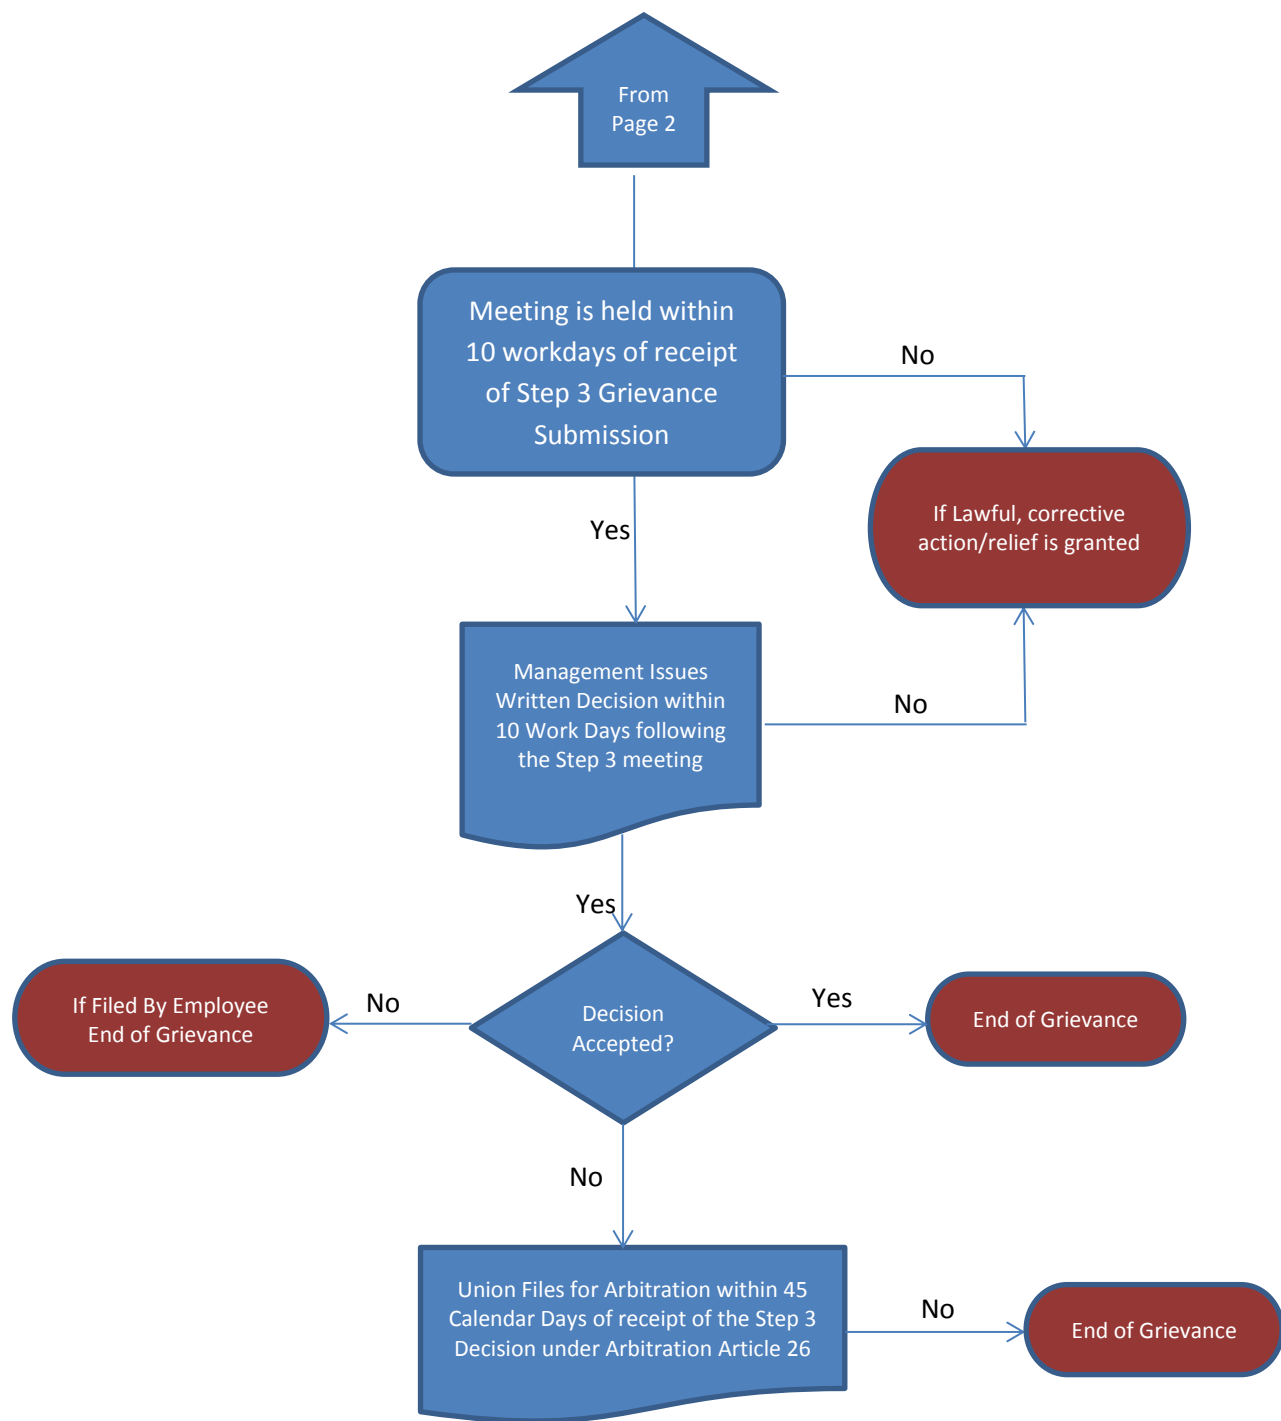 From
Page 2
Meeting is held within
10 workdays of receipt
of Step 3 Grievance
Submission
No
If Lawful, corrective
action/relief is granted
Yes
Management Issues
Written Decision within
10 Work Days following
the Step 3 meeting
No
Yes
If Filed By Employee
End of Grievance
No
Decision
Accepted?
Yes
End of Grievance
No
Union Files for Arbitration within 45
Calendar Days of receipt of the Step 3
Decision under Arbitration Article 26
No
End of Grievance